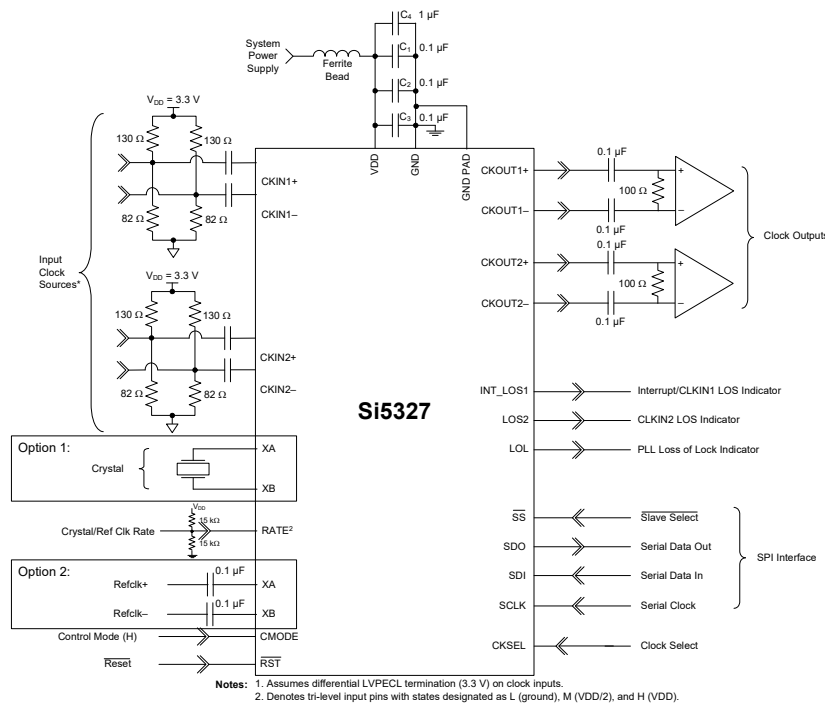 C4 1 µF
System
Power
Supply
Ferrite
Bead
C1 0.1 µF
C2 0.1 µF
C3 0.1 µF
VDD = 3.3 V
130 Ω
130 Ω
82 Ω
82 Ω
CKIN1+
CKIN1–
VDD
GND
GND PAD
CKOUT1+
0.1 µF
100 Ω
+
–
CKOUT1–
0.1 µF
CKOUT2+
0.1 µF
100 Ω
+
–
CKOUT2–
0.1 µF
Clock Outputs
Input
Clock
Sources*
VDD = 3.3 V
130 Ω
130 Ω
82 Ω
82 Ω
CKIN2+
CKIN2–
Si5327
INT_LOS1 Interrupt/CLKIN1 LOS Indicator
LOS2 CLKIN2 LOS Indicator
LOL PLL Loss of Lock Indicator
Option 1:
Crystal
XA
XB
VDD
15 kΩ
Crystal/Ref Clk Rate
RATE2
15 kΩ
SS Slave Select
SDO Serial Data Out
SDI Serial Data In
SCLK Serial Clock
SPI Interface
Option 2:
Refclk+
0.1 µF
XA
Refclk–
0.1 µF
XB
Control Mode (H) CMODE
Reset RST
CKSEL Clock Select
Notes: 1. Assumes differential LVPECL termination (3.3 V) on clock inputs.
2. Denotes tri-level input pins with states designated as L (ground), M (VDD/2), and H (VDD).